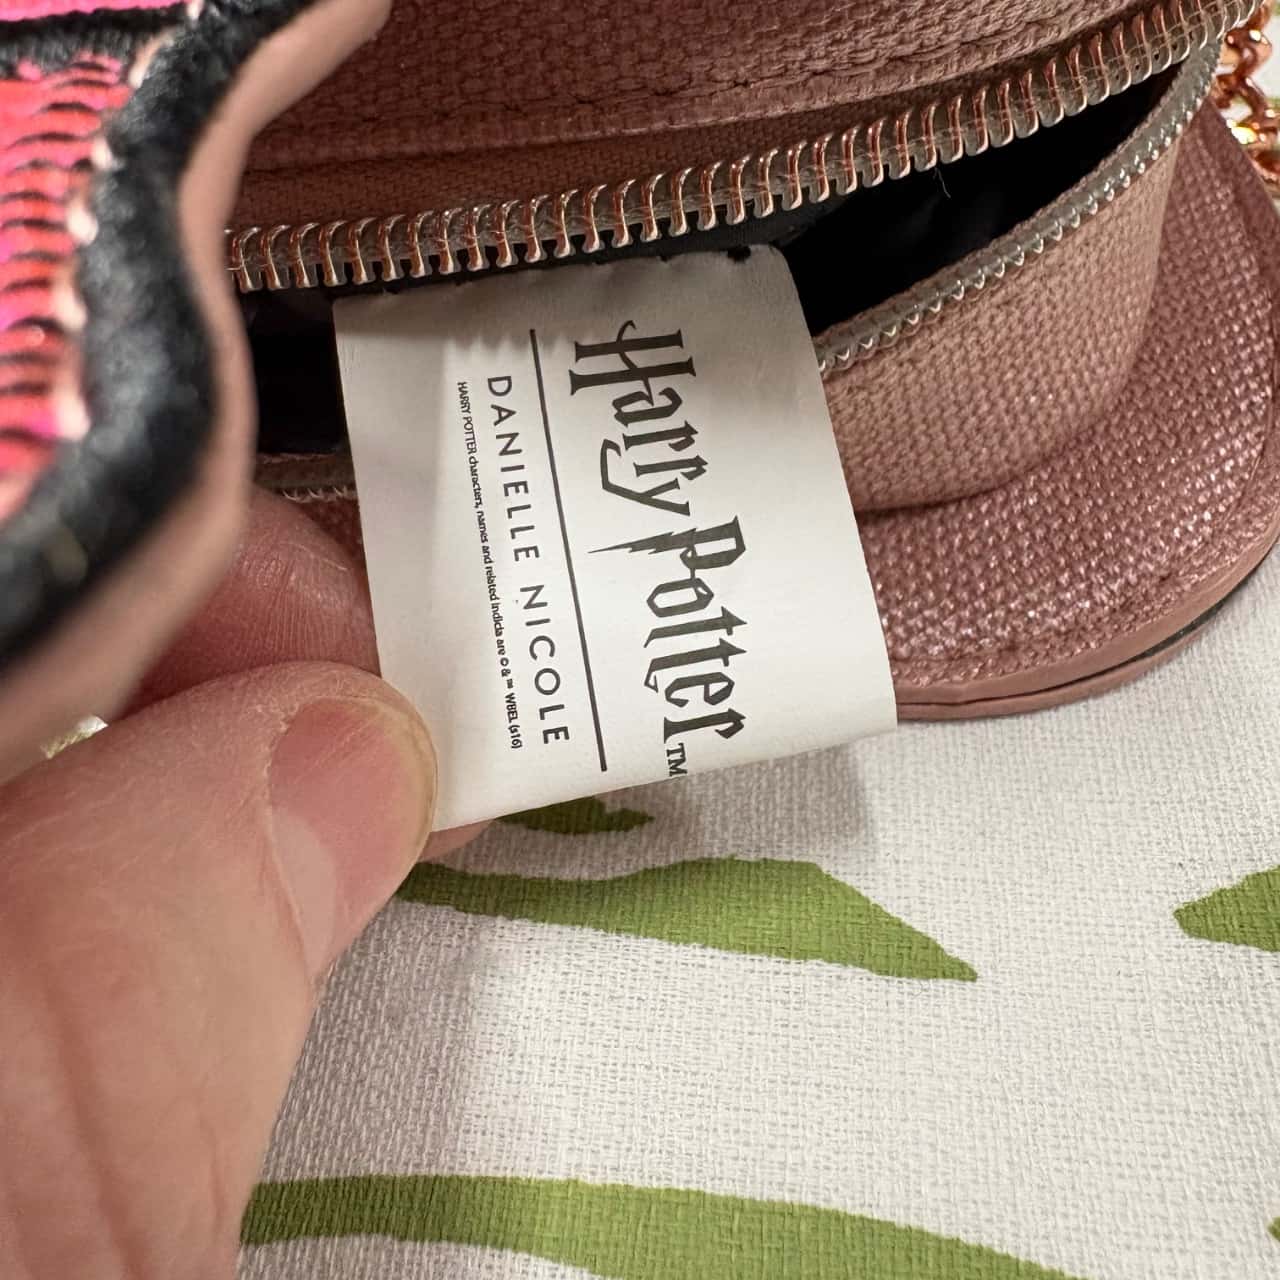 Harry Potter™
DANIELLE NICOLE
HARRY POTTER characters, names and related indicia are © & ™ WBEI. (s16)